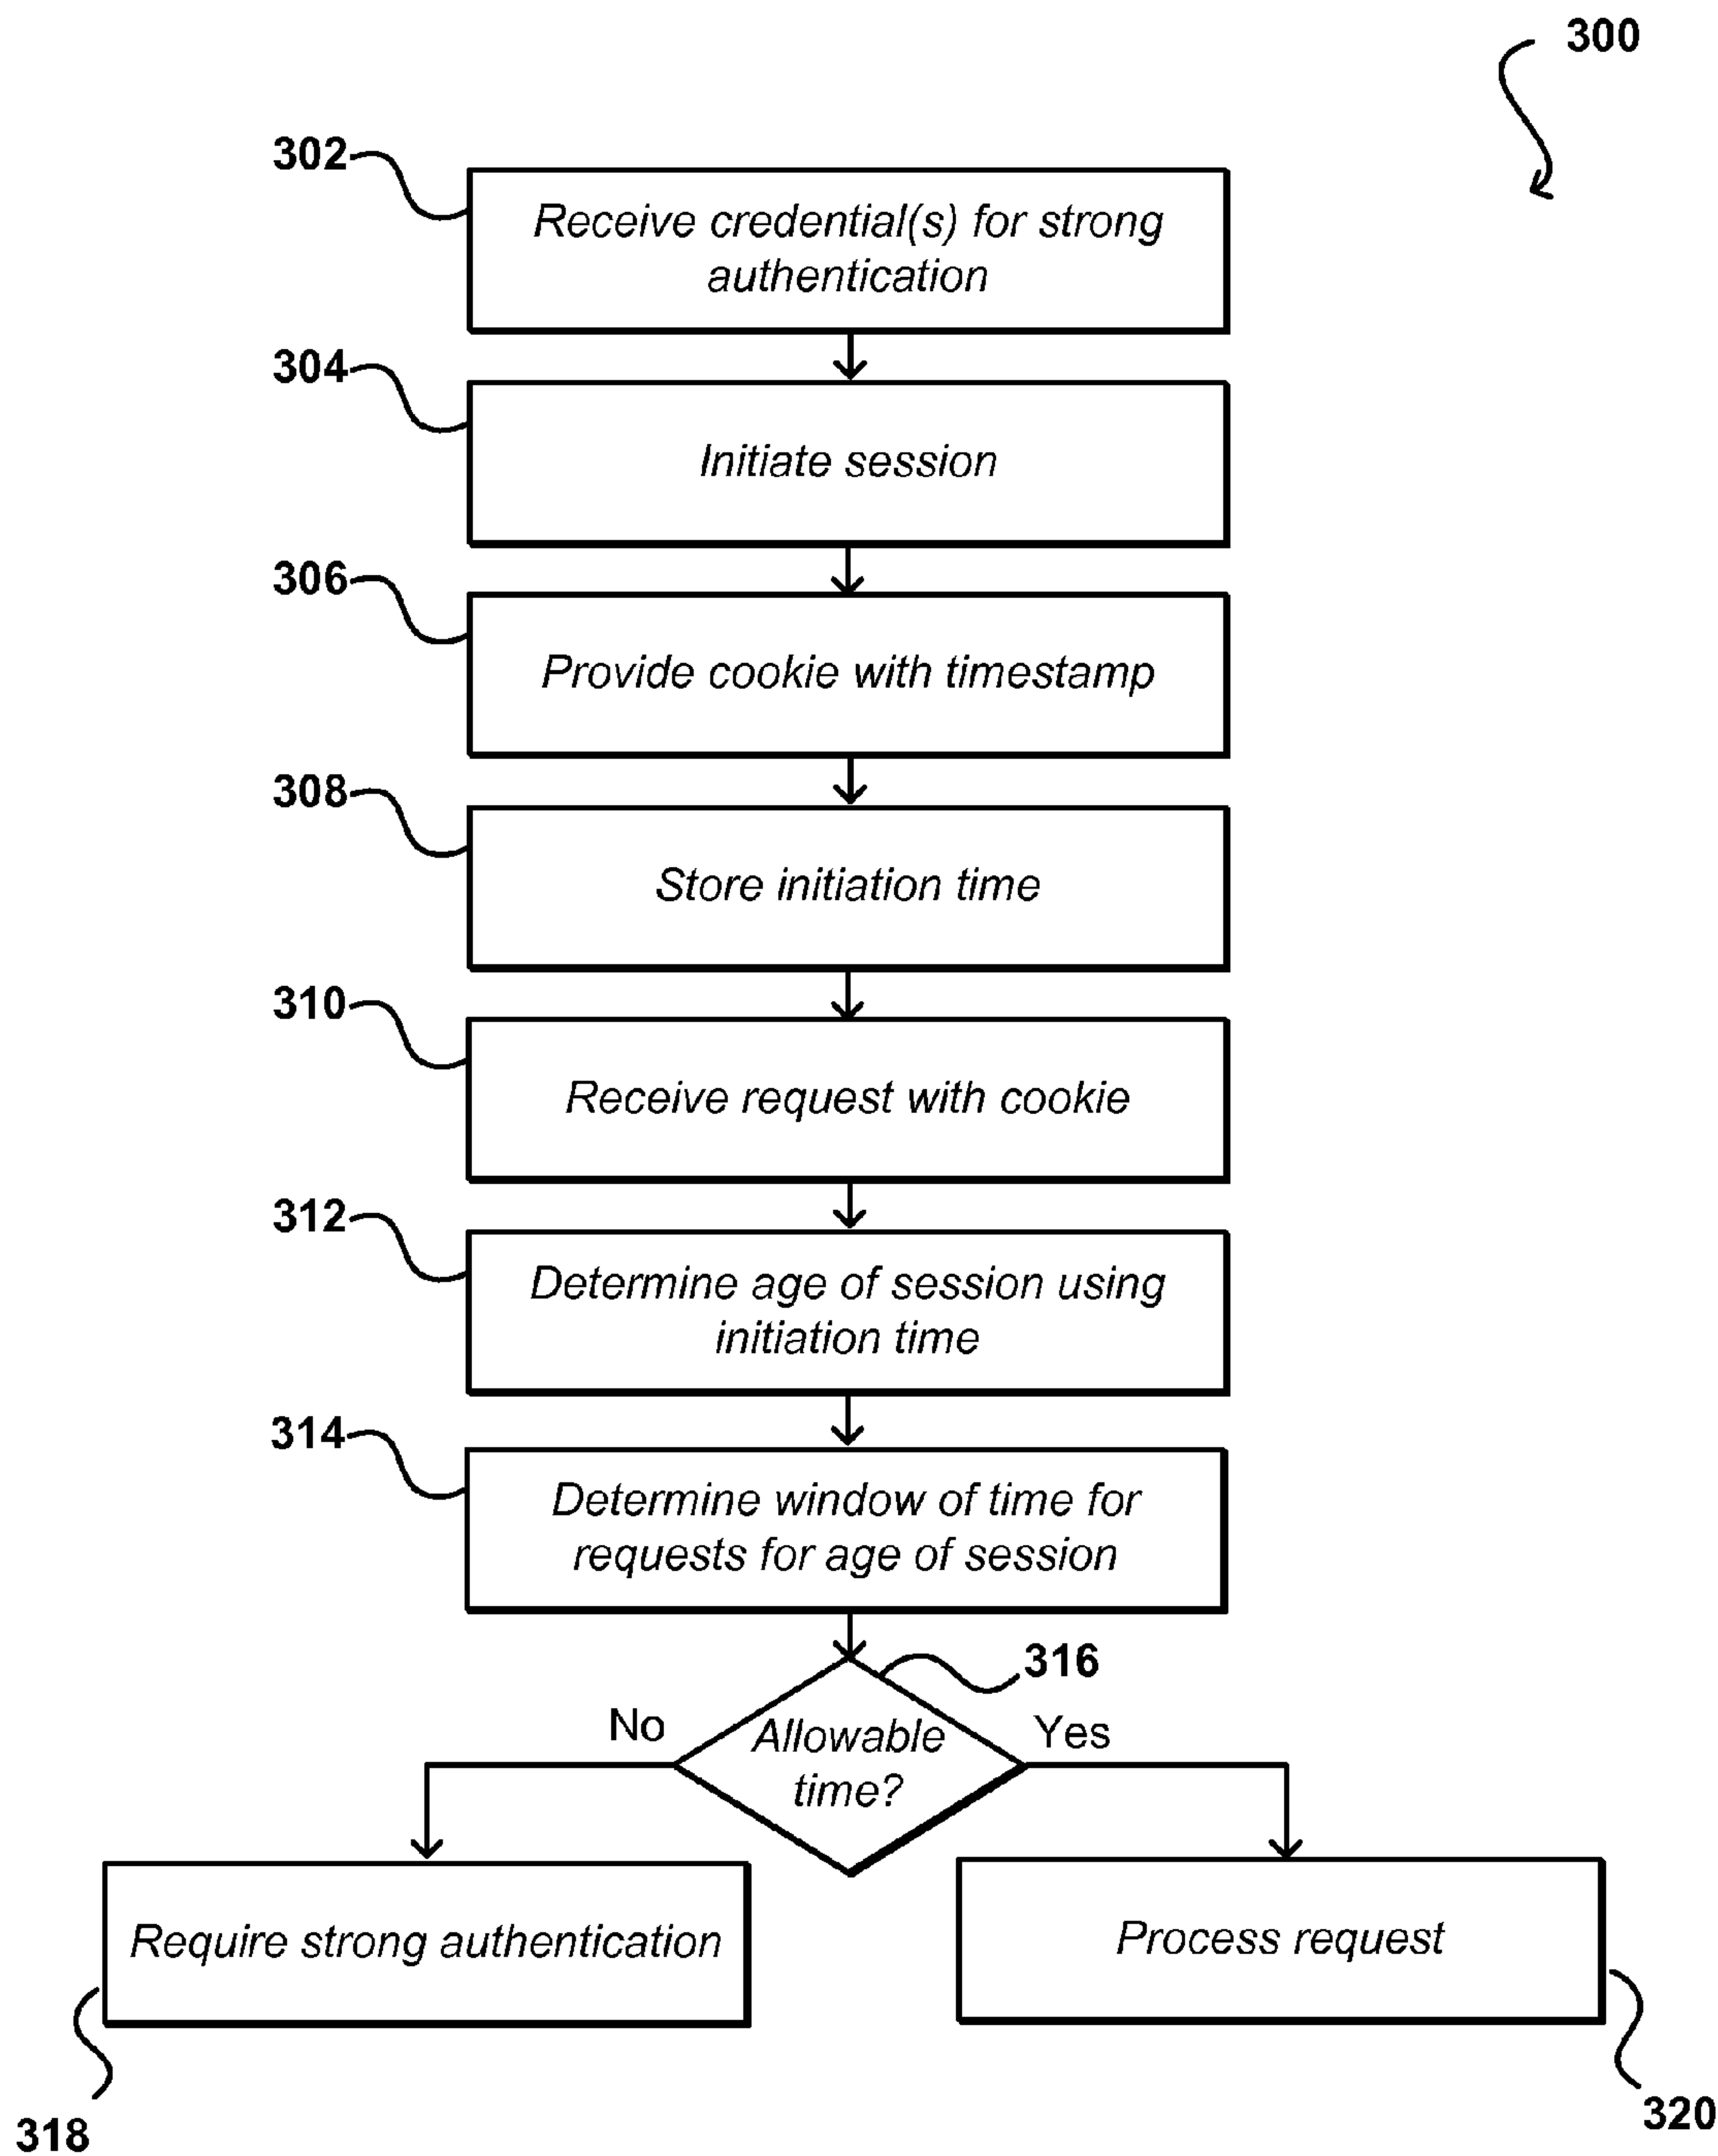 300
302
Receive credential(s) for strong
authentication
304
Initiate session
306
Provide cookie with timestamp
308
Store initiation time
310
Receive request with cookie
312
Determine age of session using
initiation time
314
Determine window of time for
requests for age of session
316
No
Allowable
time?
Yes
Require strong authentication
Process request
318
320